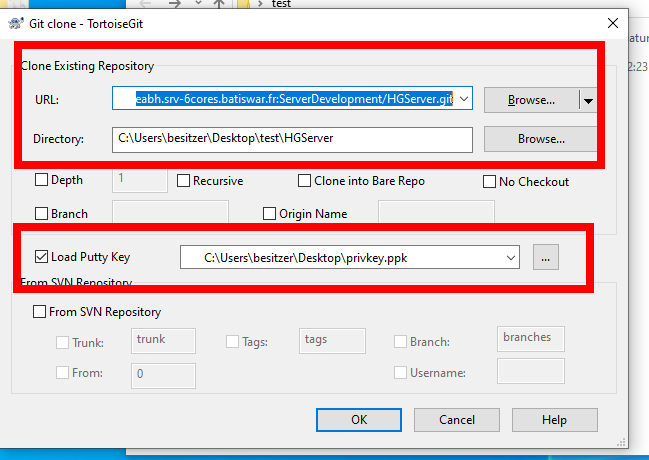 test
Git clone - TortoiseGit
Clone Existing Repository
URL: eabh.srv-6cores.batiswar.fr:ServerDevelopment/HGServer.git Browse...
Directory: C:\Users\besitzer\Desktop\test\HGServer Browse...
Depth 1 Recursive Clone into Bare Repo No Checkout
Branch Origin Name
Load Putty Key C:\Users\besitzer\Desktop\privkey.ppk ...
From SVN Repository
From SVN Repository
Trunk: trunk Tags: tags Branch: branches
From: 0 Username:
OK Cancel Help
atur
2:23